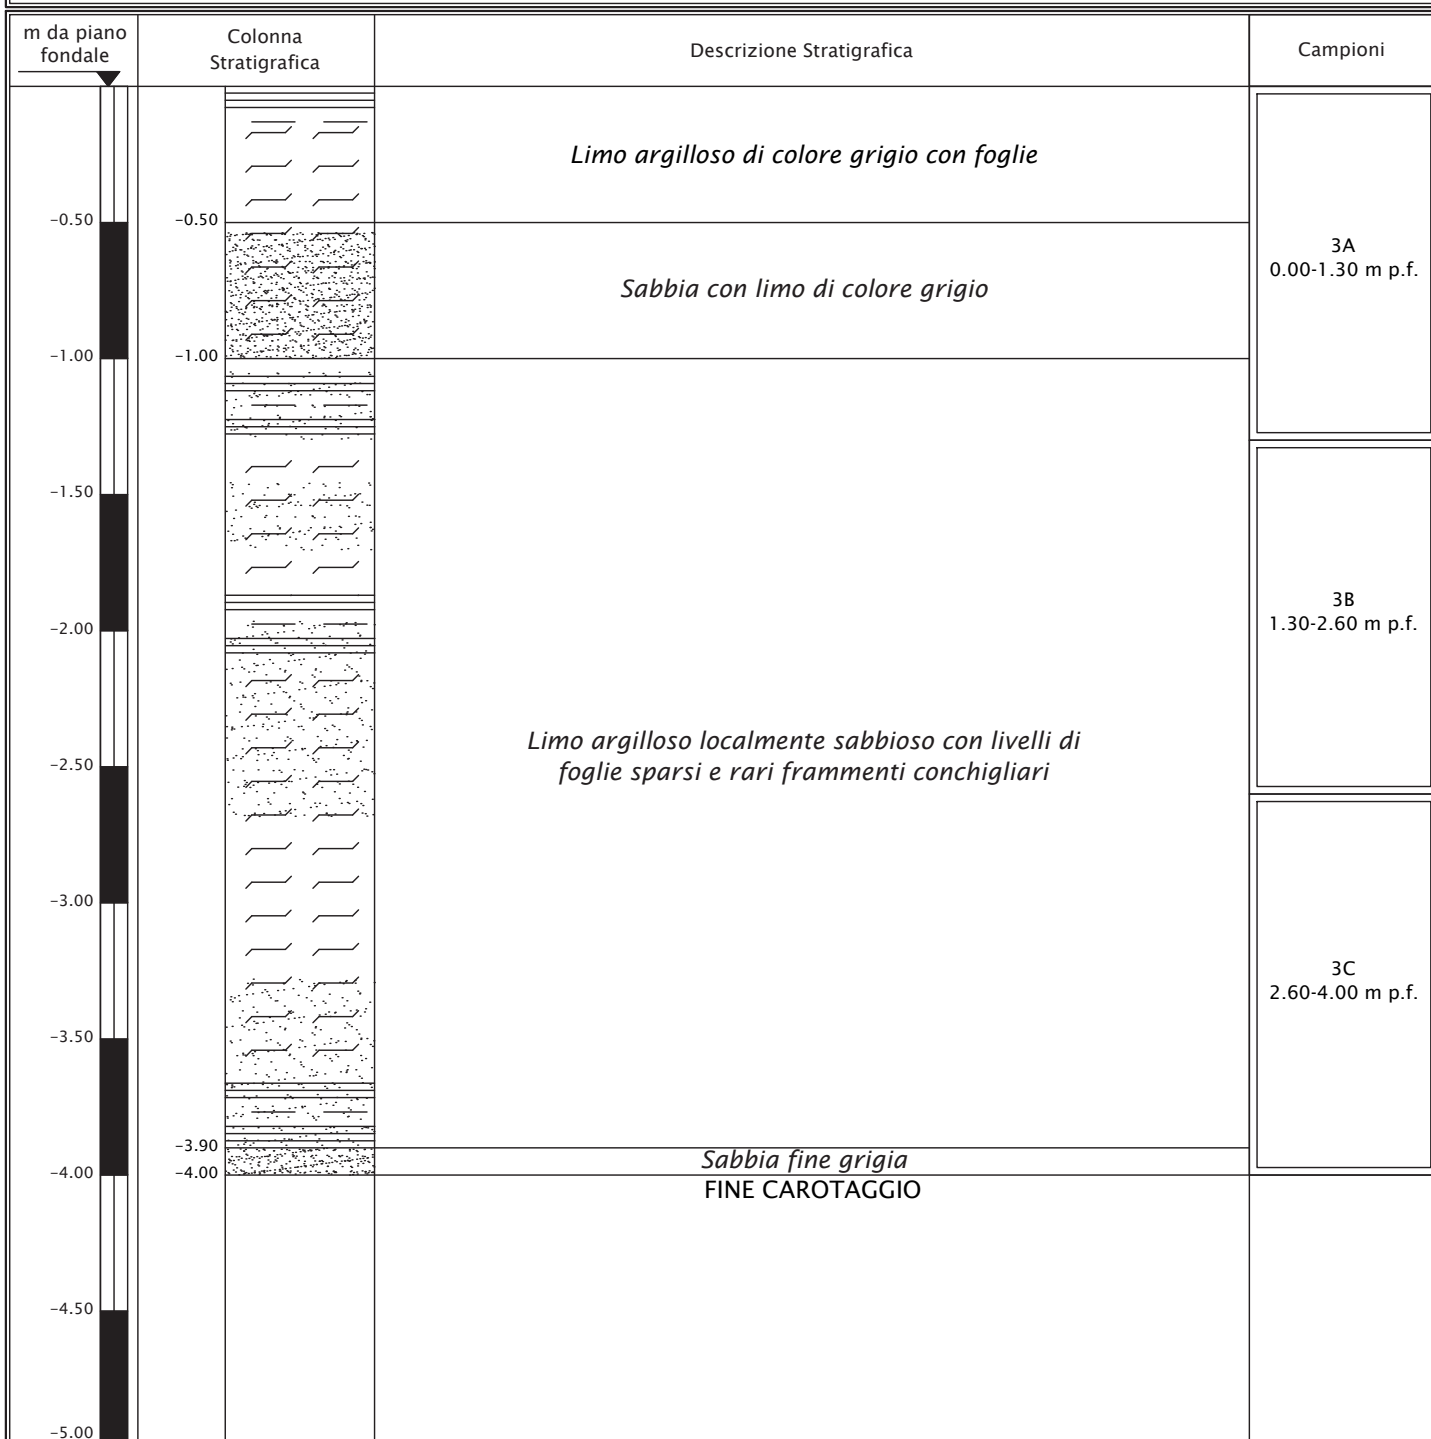 m da piano
fondale
Colonna
Stratigrafica
Descrizione Stratigrafica
Campioni
Limo argilloso di colore grigio con foglie
-0.50
-0.50
3A
0.00-1.30 m p.f.
Sabbia con limo di colore grigio
-1.00
-1.00
-1.50
3B
1.30-2.60 m p.f.
-2.00
Limo argilloso localmente sabbioso con livelli di
foglie sparsi e rari frammenti conchigliari
-2.50
-3.00
3C
2.60-4.00 m p.f.
-3.50
-3.90
Sabbia fine grigia
-4.00
-4.00
FINE CAROTAGGIO
-4.50
-5.00